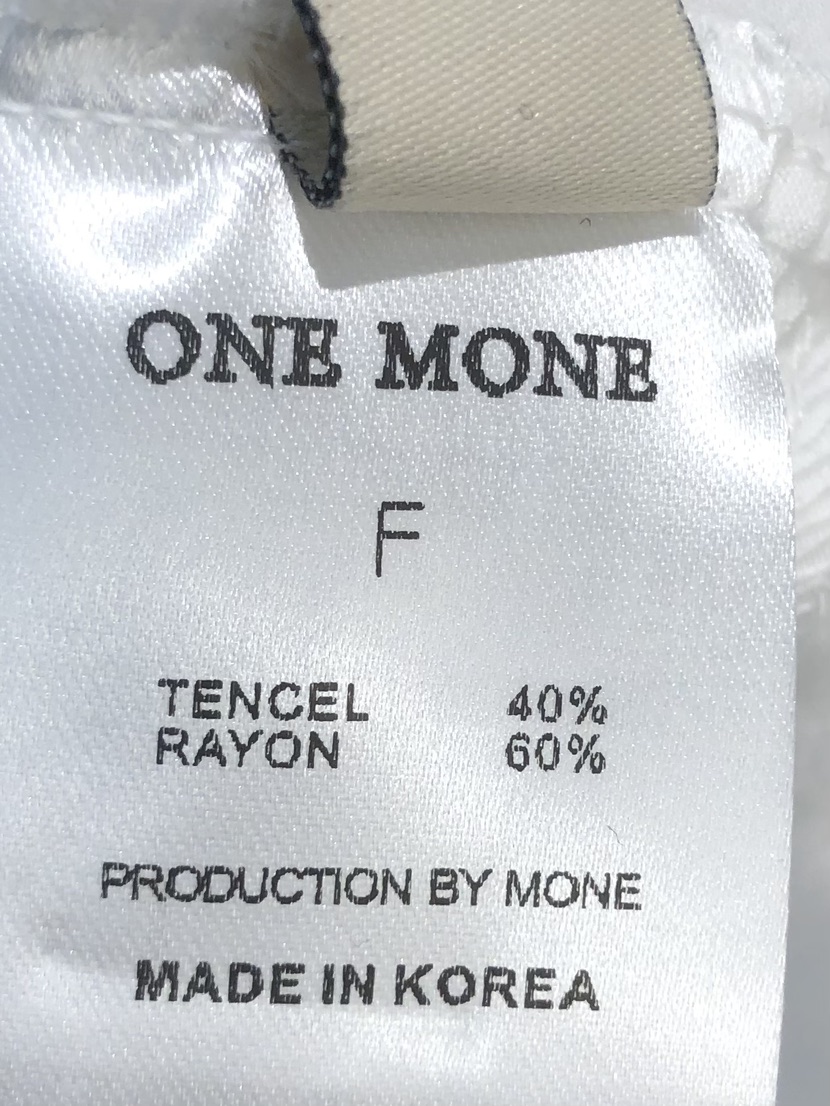 ONE MONE
F
TENCEL 40%
RAYON 60%
PRODUCTION BY MONE
MADE IN KOREA